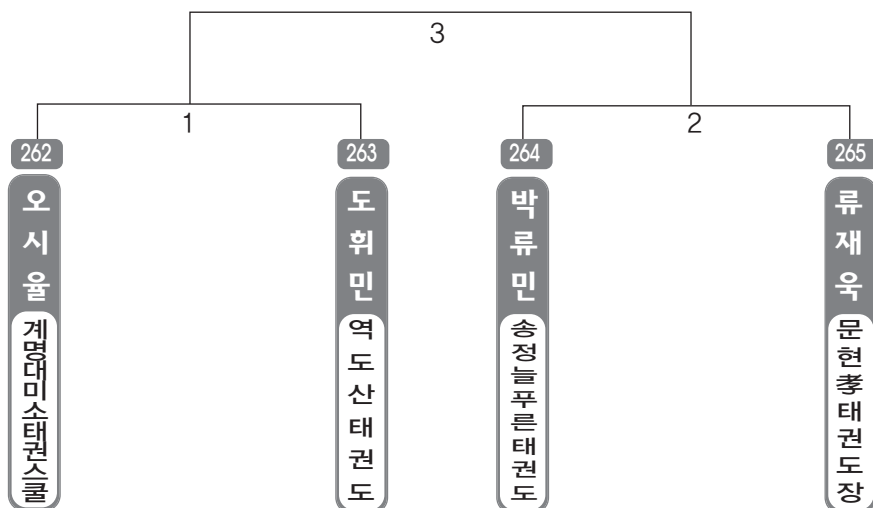 3
1
2
262
263
264
265
오시율
도휘민
박류민
류재욱
계명대미소태권스쿨
역도산태권도
송정늘푸른태권도
문현孝태권도장